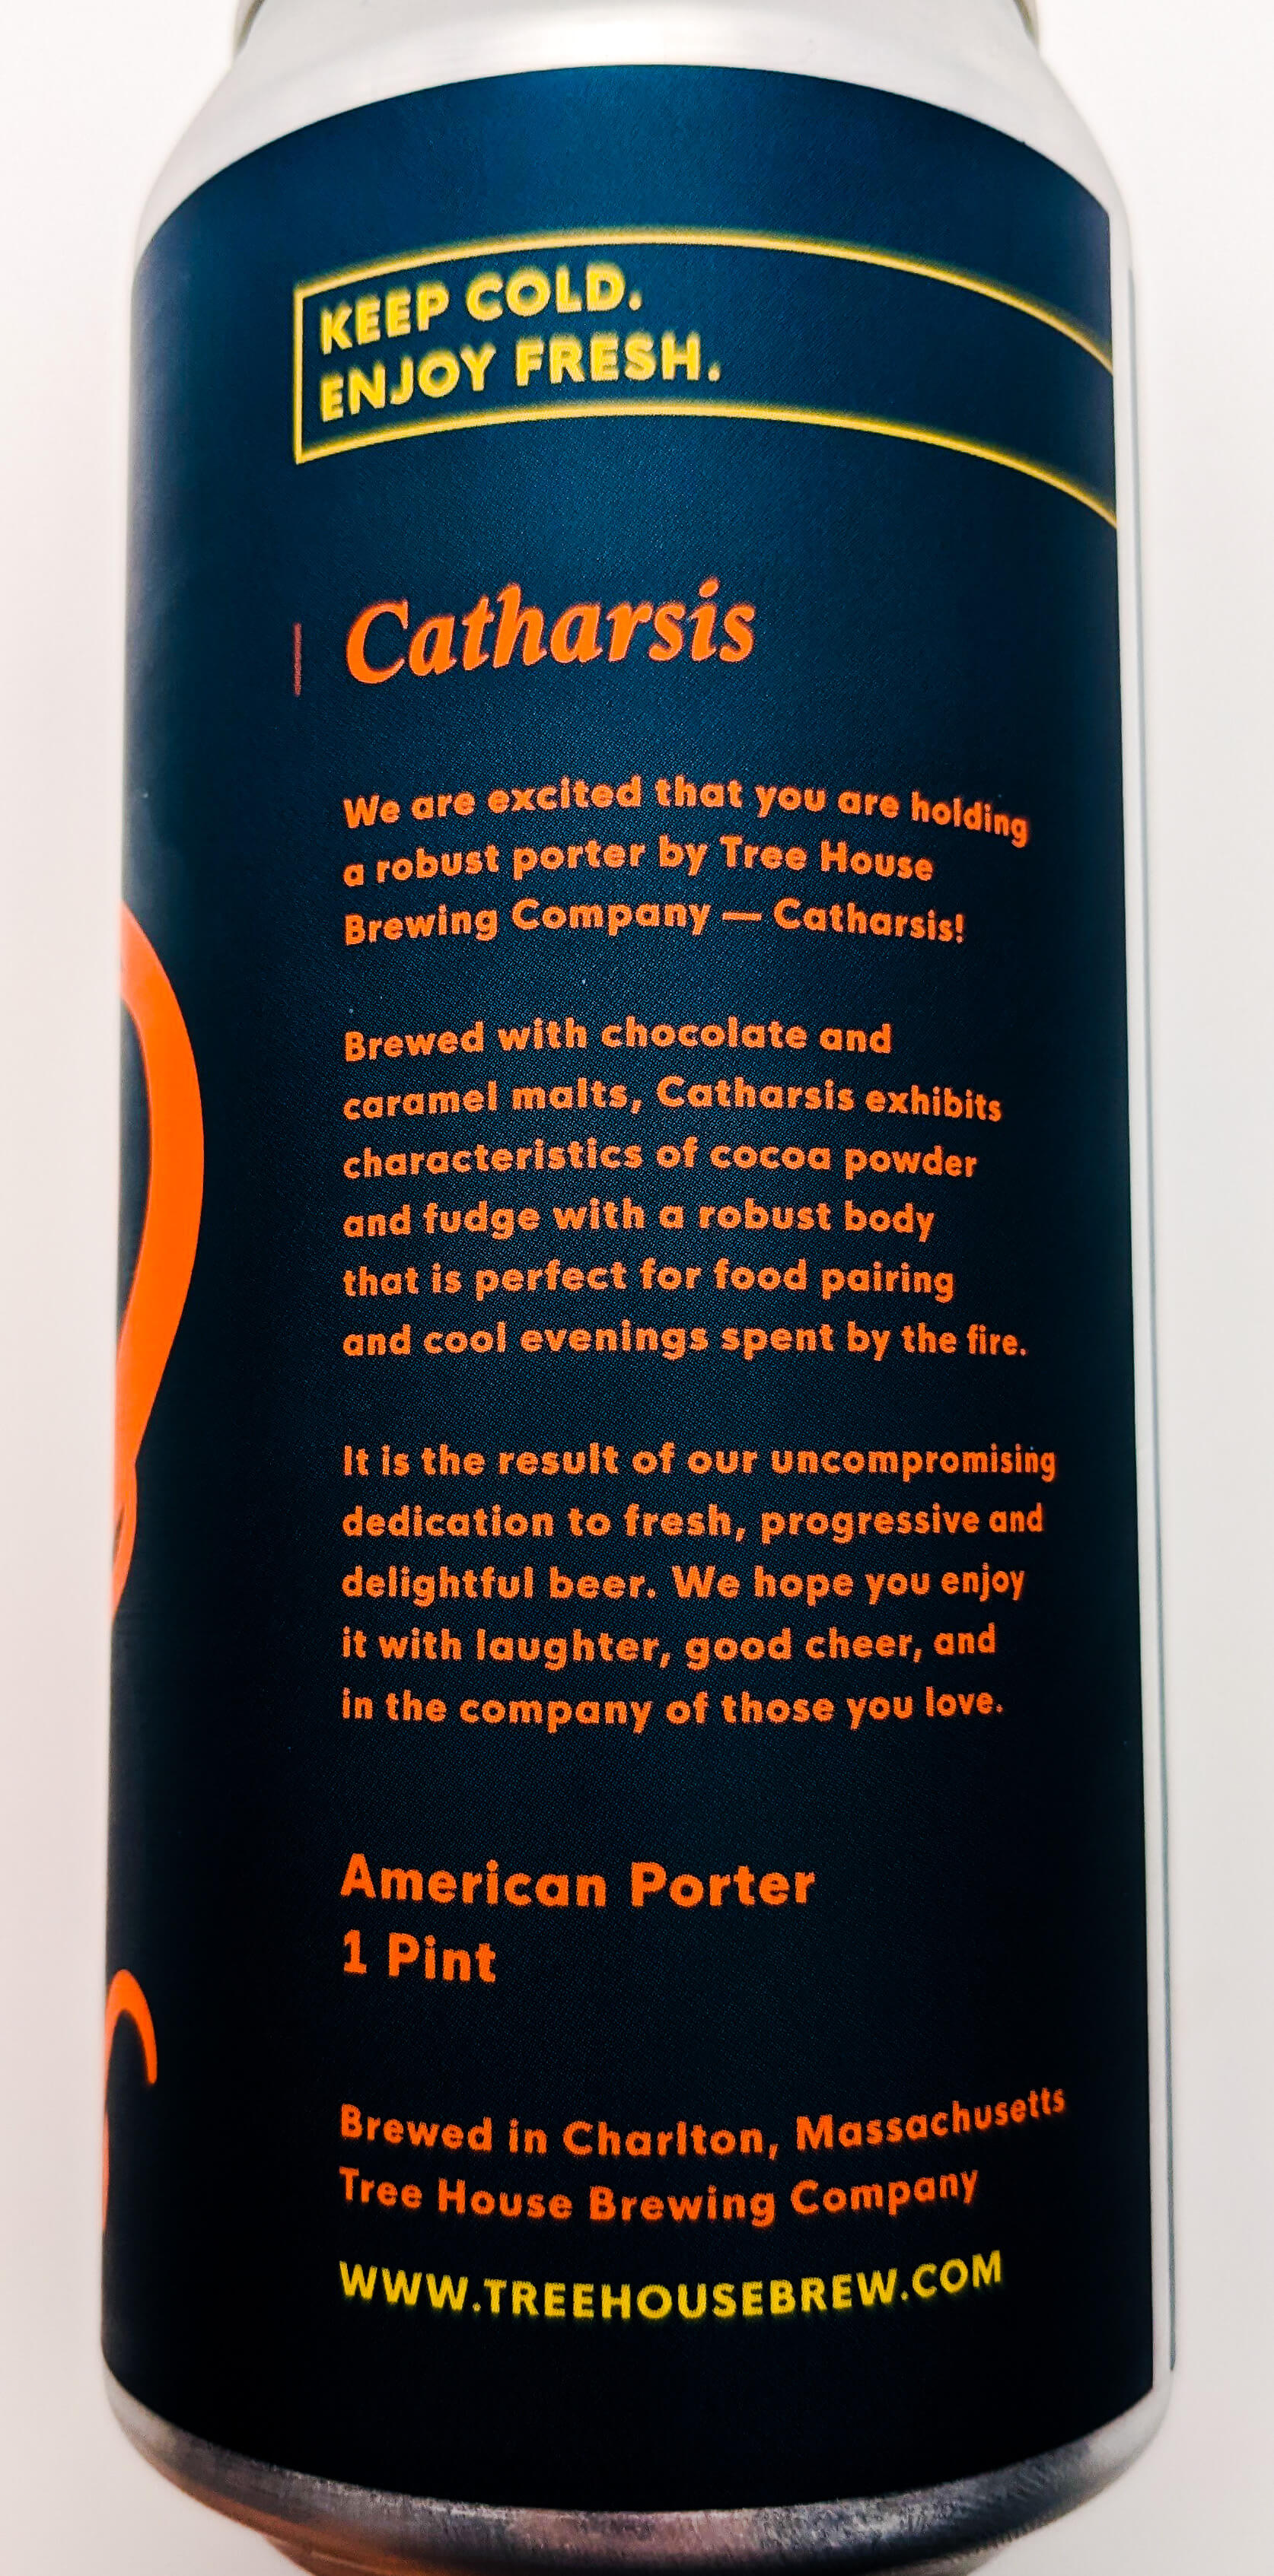 KEEP COLD.
ENJOY FRESH.
Catharsis
We are excited that you are holding
a robust porter by Tree House
Brewing Company — Catharsis!
Brewed with chocolate and
caramel malts, Catharsis exhibits
characteristics of cocoa powder
and fudge with a robust body
that is perfect for food pairing
and cool evenings spent by the fire.
It is the result of our uncompromising
dedication to fresh, progressive and
delightful beer. We hope you enjoy
it with laughter, good cheer, and
in the company of those you love.
American Porter
1 Pint
Brewed in Charlton, Massachusetts
Tree House Brewing Company
WWW.TREEHOUSEBREW.COM